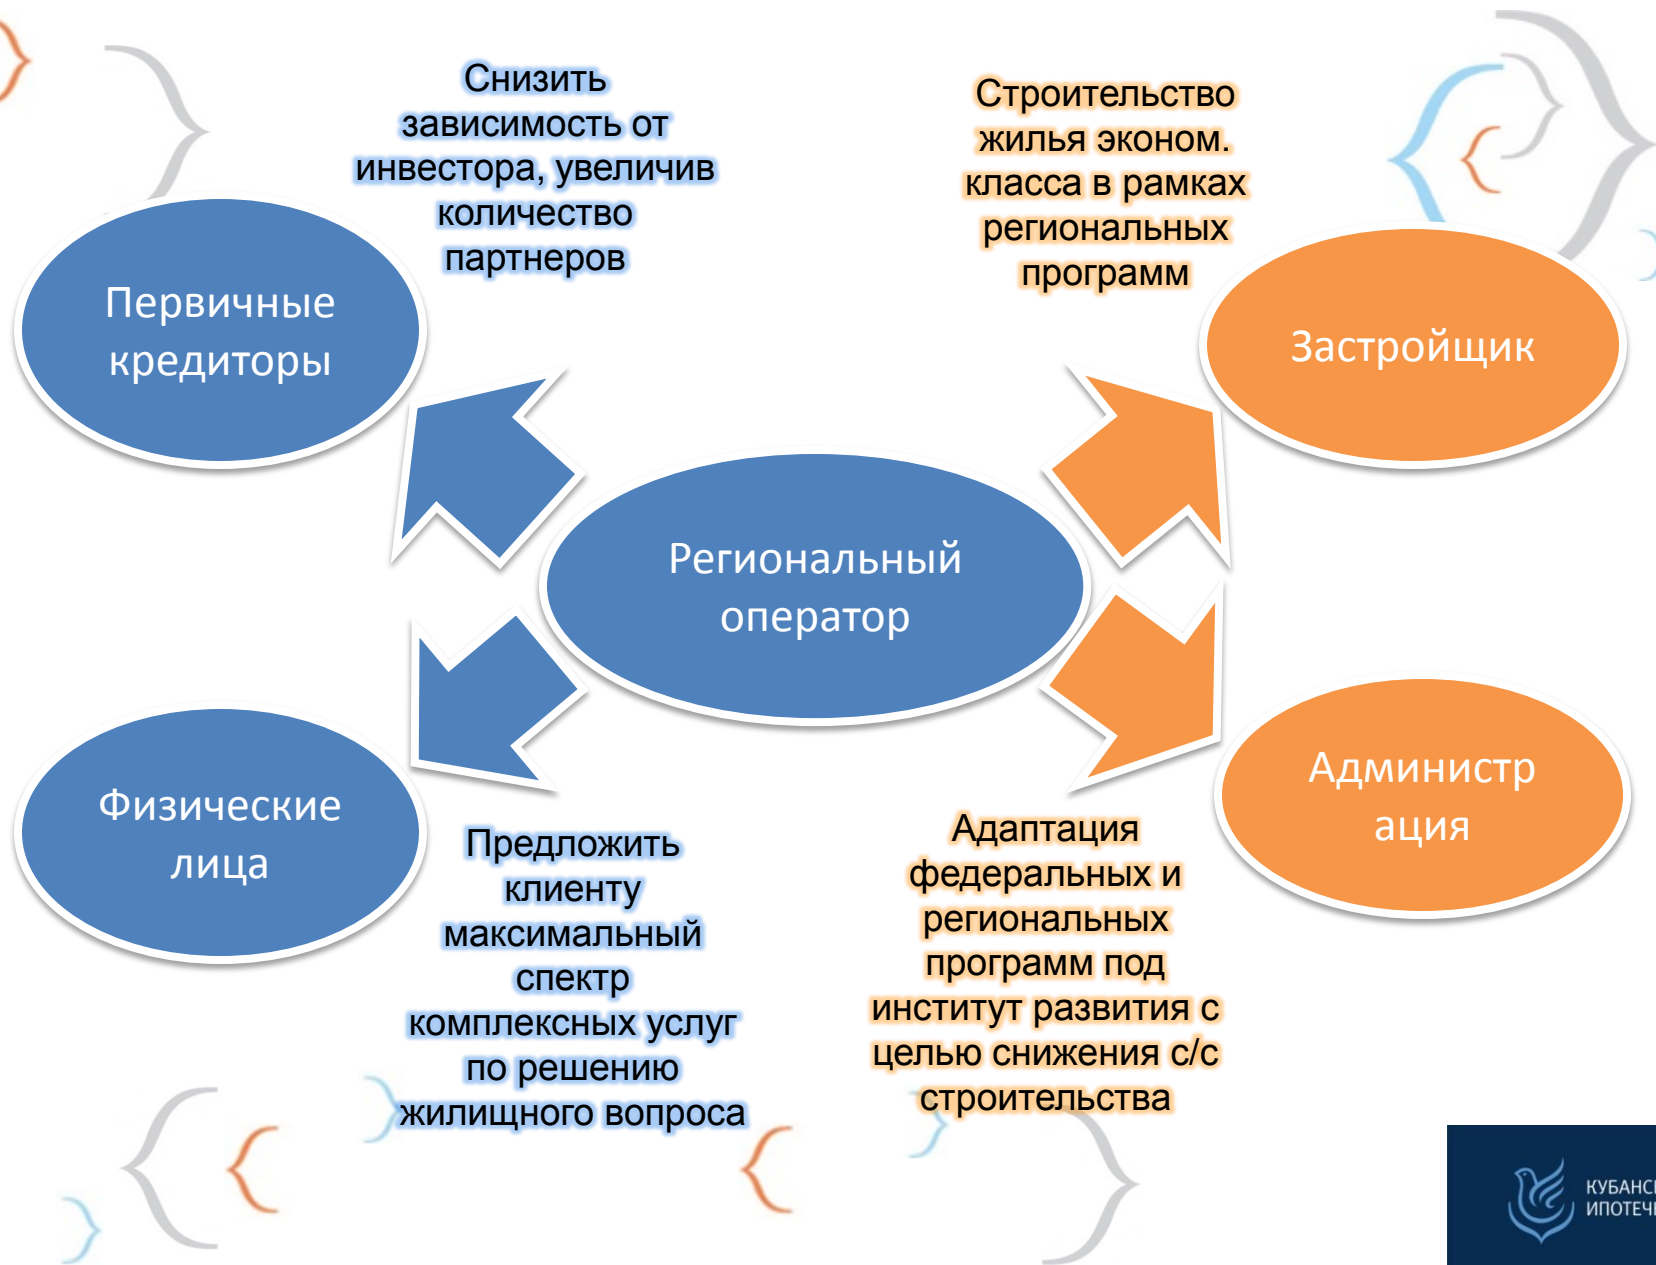 Снизить
зависимость от
инвестора, увеличив
количество
партнеров
Строительство
жилья эконом.
класса в рамках
региональных
программ
Первичные
кредиторы
Застройщик
Региональный
оператор
Физические
лица
Администр
ация
Предложить
клиенту
максимальный
спектр
комплексных услуг
по решению
жилищного вопроса
Адаптация
федеральных и
региональных
программ под
институт развития с
целью снижения с/с
строительства